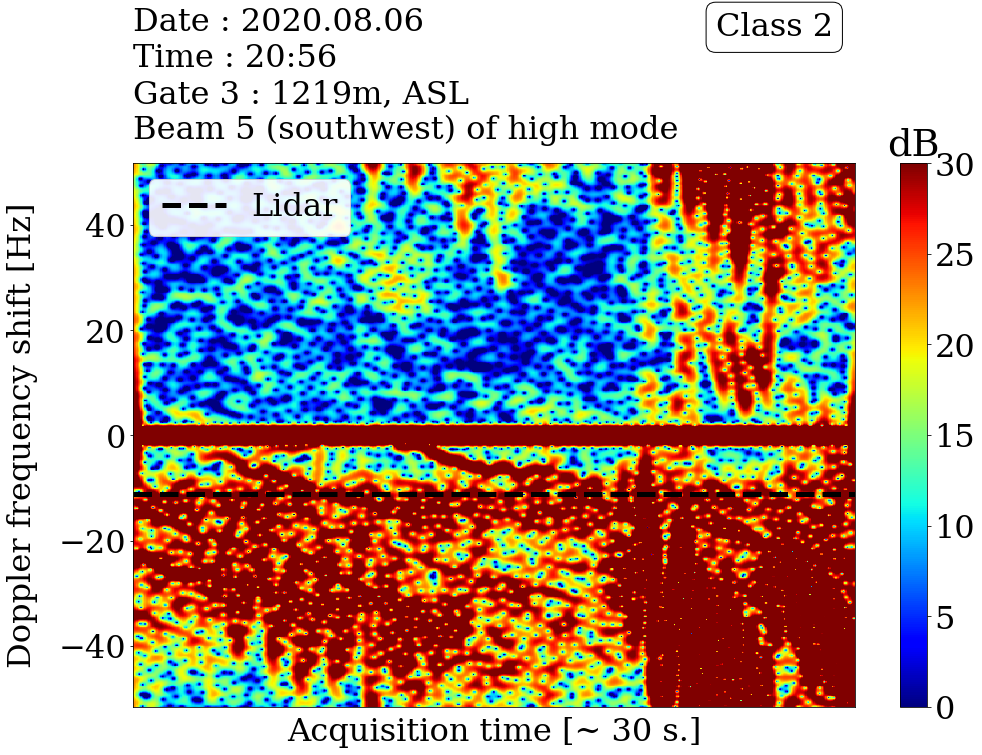 Date : 2020.08.06
Time : 20:56
Gate 3 : 1219m, ASL
Beam 5 (southwest) of high mode
Class 2
dB
Lidar
Doppler frequency shift [Hz]
40
20
0
−20
−40
30
25
20
15
10
5
0
Acquisition time [~ 30 s.]